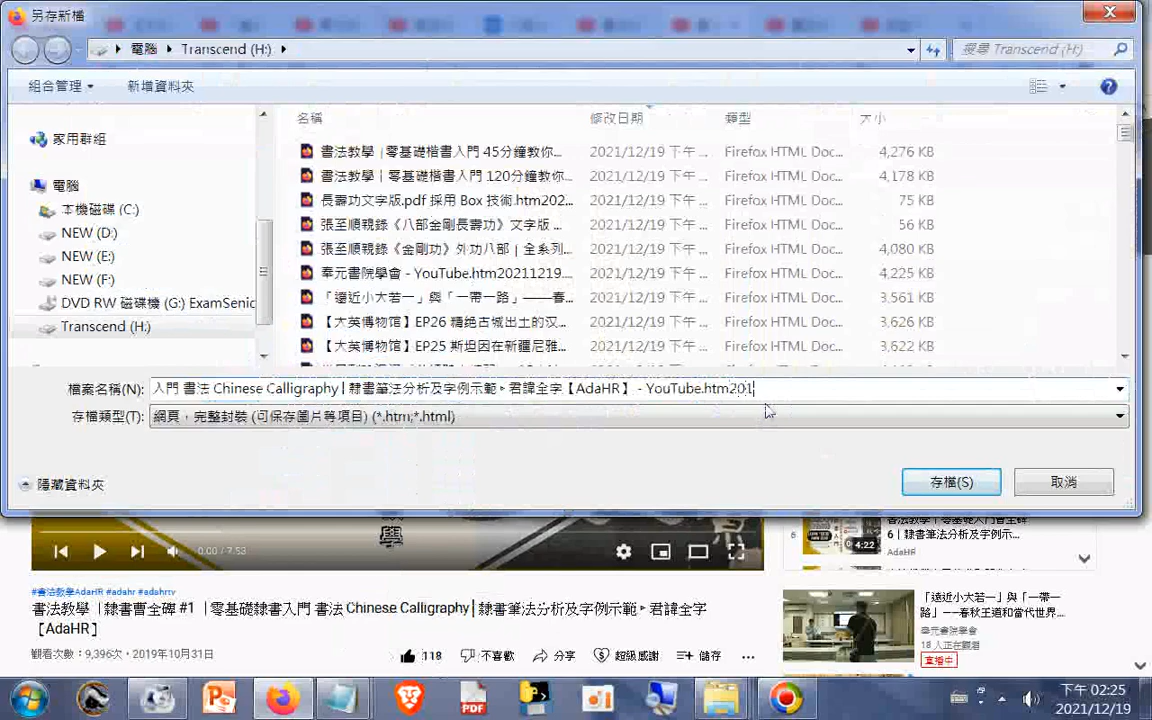 另存新檔
電腦 Transcend (H:)
搜尋 Transcend (H:)
組合管理 新增資料夾
名稱 修改日期 類型 大小
家用群組
電腦
本機磁碟 (C:)
NEW (D:)
NEW (E:)
NEW (F:)
DVD RW 磁碟機 (G:) ExamSenic
Transcend (H:)
書法教學 | 零基礎楷書入門 45分鐘教你... 2021/12/19 下午 ... Firefox HTML Doc... 4,276 KB
書法教學 | 零基礎楷書入門 120分鐘教你... 2021/12/19 下午 ... Firefox HTML Doc... 4,178 KB
長壽功文字版.pdf 採用 Box 技術.htm202... 2021/12/19 下午 ... Firefox HTML Doc... 75 KB
張至順親錄《八部金剛長壽功》文字版 ... 2021/12/19 下午 ... Firefox HTML Doc... 56 KB
張至順親錄《金剛功》外功八部 | 全系列... 2021/12/19 下午 ... Firefox HTML Doc... 4,080 KB
奉元書院學會 - YouTube.htm20211219... 2021/12/19 下午 ... Firefox HTML Doc... 4,225 KB
「遠近小大若一」與「一帶一路」——春... 2021/12/19 下午 ... Firefox HTML Doc... 3,561 KB
【大英博物馆】EP26 精绝古城出土的汉... 2021/12/19 下午 ... Firefox HTML Doc... 3,626 KB
【大英博物馆】EP25 斯坦因在新疆尼雅... 2021/12/19 下午 ... Firefox HTML Doc... 3,622 KB
檔案名稱(N): 入門 書法 Chinese Calligraphy | 隸書筆法分析及字例示範▸君諱全字【AdaHR】 - YouTube.htm201
存檔類型(T): 網頁，完整封裝 (可保存圖片等項目) (*.htm;*.html)
隱藏資料夾
存檔(S) 取消
0:00 / 7:53
學
#書法教學AdaHR #adahr #adahrtv
書法教學 | 隸書曹全碑 #1 | 零基礎隸書入門 書法 Chinese Calligraphy | 隸書筆法分析及字例示範▸君諱全字
【AdaHR】
觀看次數：9,396次 • 2019年10月31日
118 不喜歡 分享 超級感謝 儲存 ...
6
4:22
6 | 隸書筆法分析及字例示...
AdaHR
「遠近小大若一」與「一帶
一路」——春秋王道和當代世界...
奉元書院學會
18 人正在觀看
直播中
PDF
下午 02:25
2021/12/19